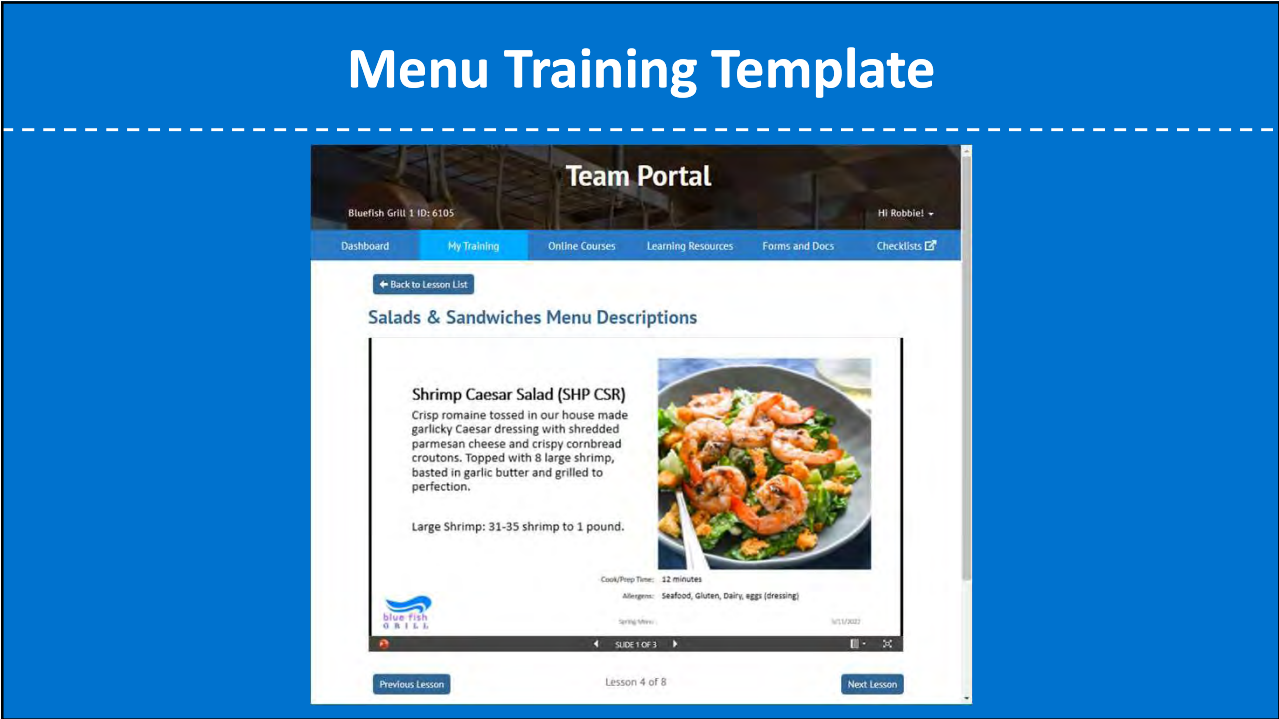 Menu Training Template
Team Portal
Bluefish Grill 1 ID: 6105
Hi Robbie!
Dashboard
My Training
Online Courses
Learning Resources
Forms and Docs
Checklists
Back to Lesson List
Salads & Sandwiches Menu Descriptions
Shrimp Caesar Salad (SHP CSR)
Crisp romaine tossed in our house made
garlicky Caesar dressing with shredded
parmesan cheese and crispy cornbread
croutons. Topped with 8 large shrimp,
basted in garlic butter and grilled to
perfection.
Large Shrimp: 31-35 shrimp to 1 pound.
Cook/Prep Time: 12 minutes
Allergens: Seafood, Gluten, Dairy, eggs (dressing)
blue fish
GRILL
Spring Menu
SLIDE 1 OF 3
Previous Lesson
Lesson 4 of 8
Next Lesson